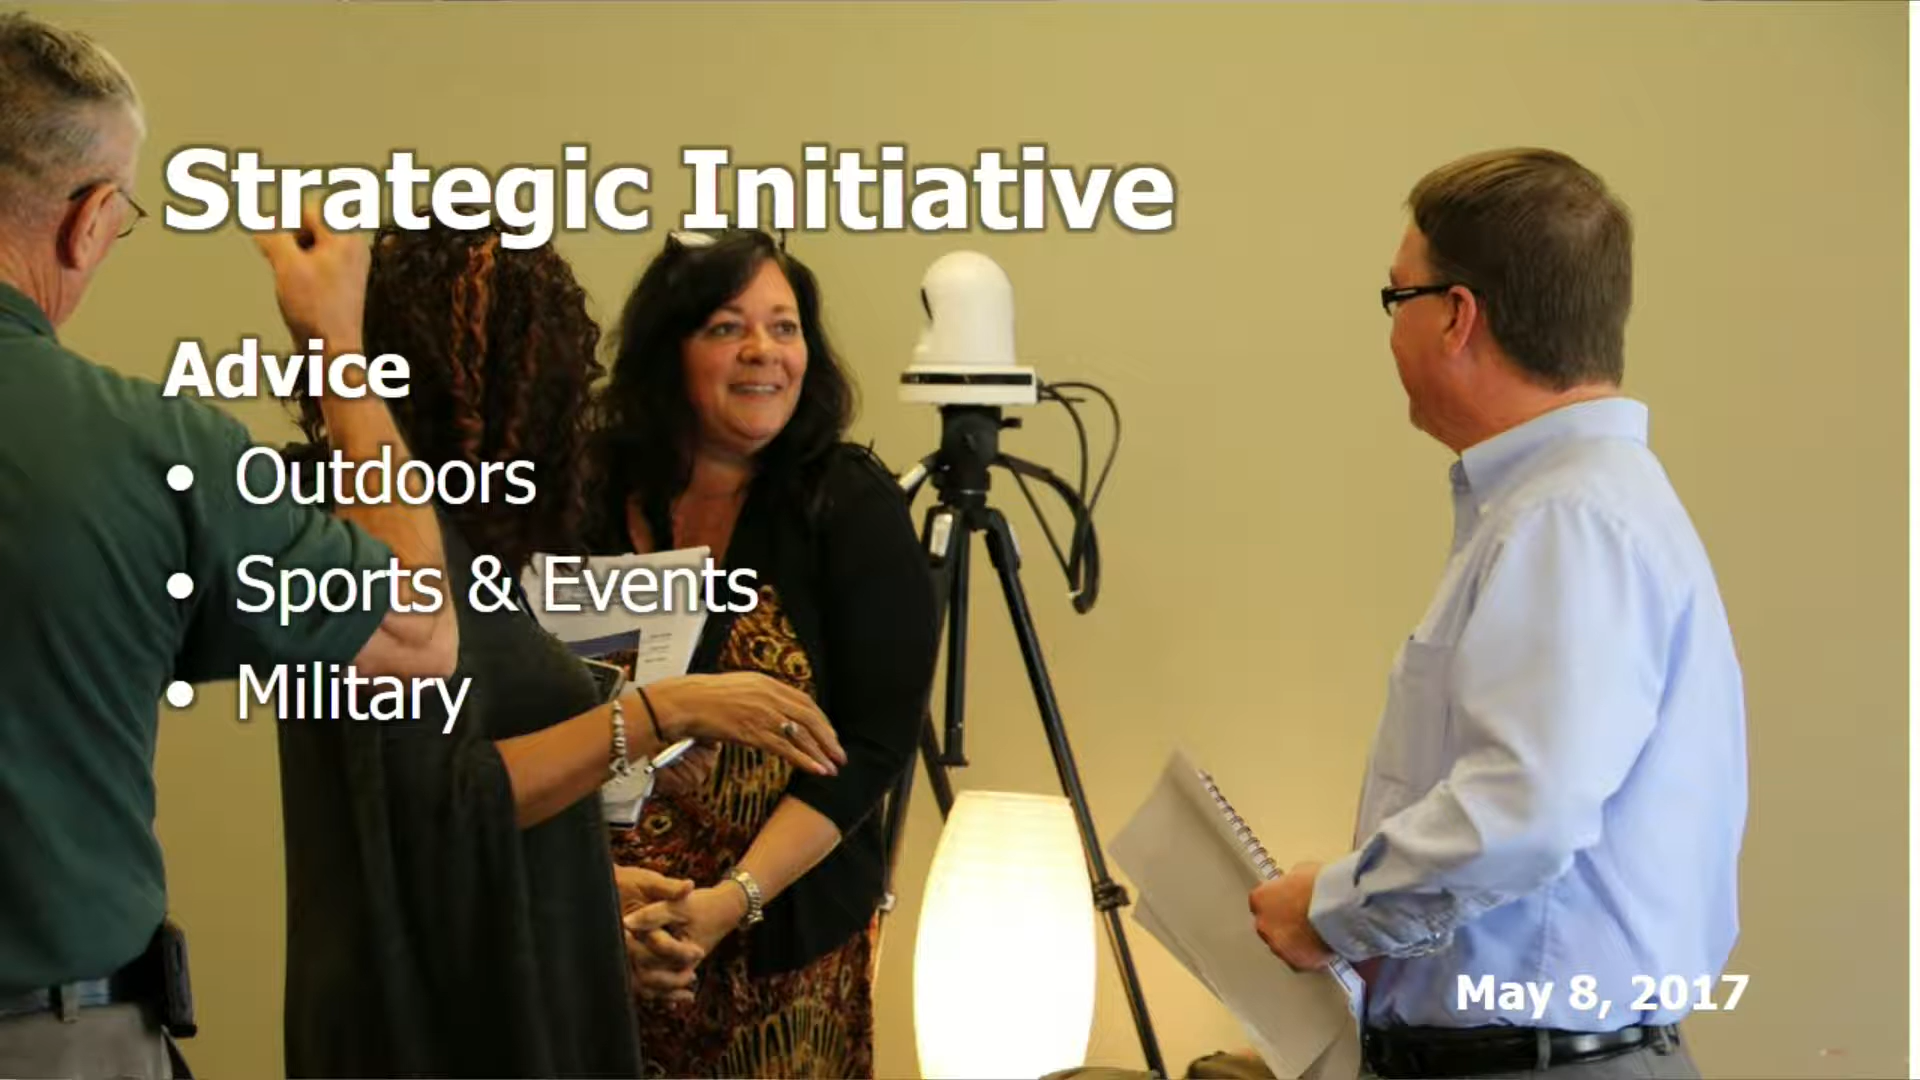 Strategic Initiative
Advice
• Outdoors
• Sports & Events
• Military
May 8, 2017